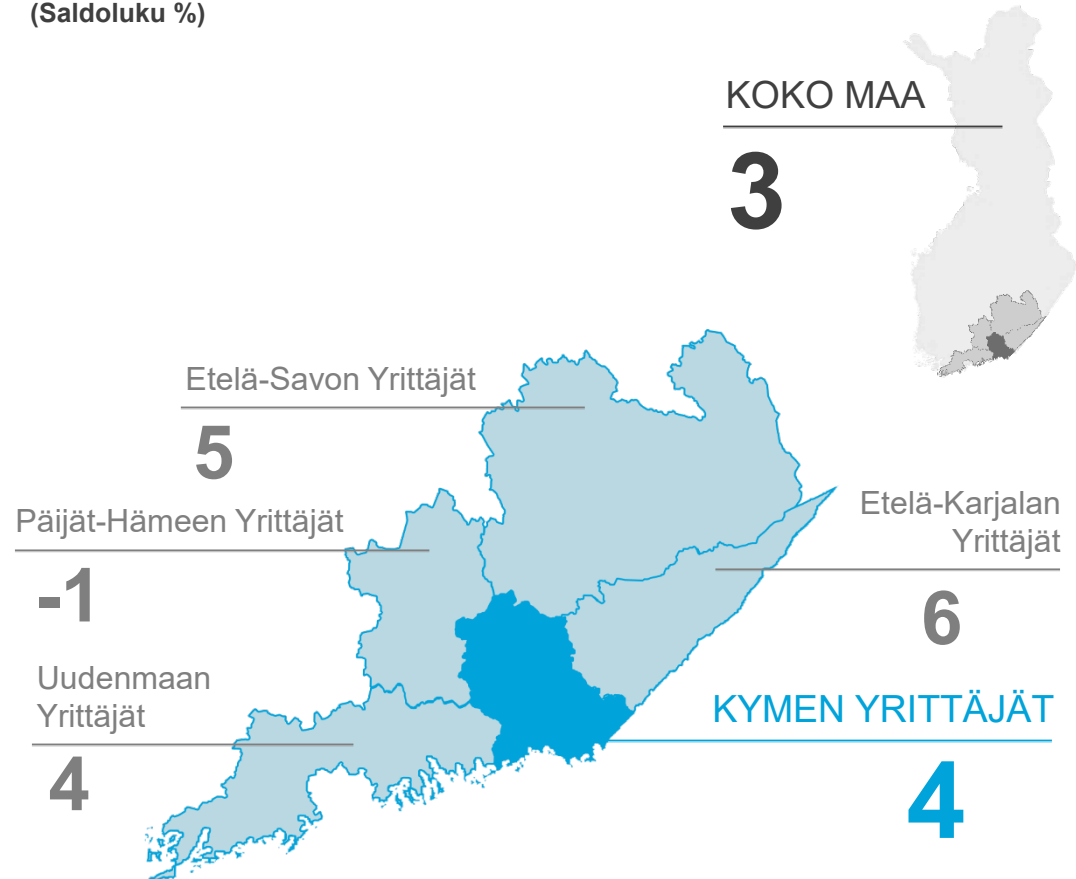 (Saldoluku %)
KOKO MAA
3
Etelä-Savon Yrittäjät
5
Päijät-Hämeen Yrittäjät
-1
Etelä-Karjalan
Yrittäjät
6
Uudenmaan
Yrittäjät
4
KYMEN YRITTÄJÄT
4